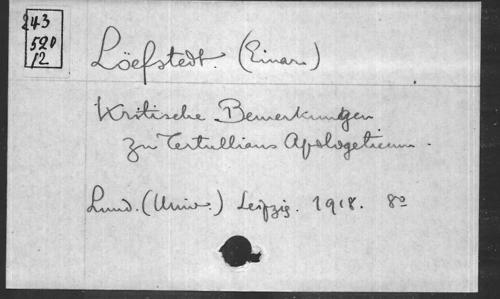 243
520
12
Löefstedt. (Einar.)
Kritische Bemerkungen
zu Tertullians Apologeticum.
Lund. (Univ.) Leipzig. 1918. 8o